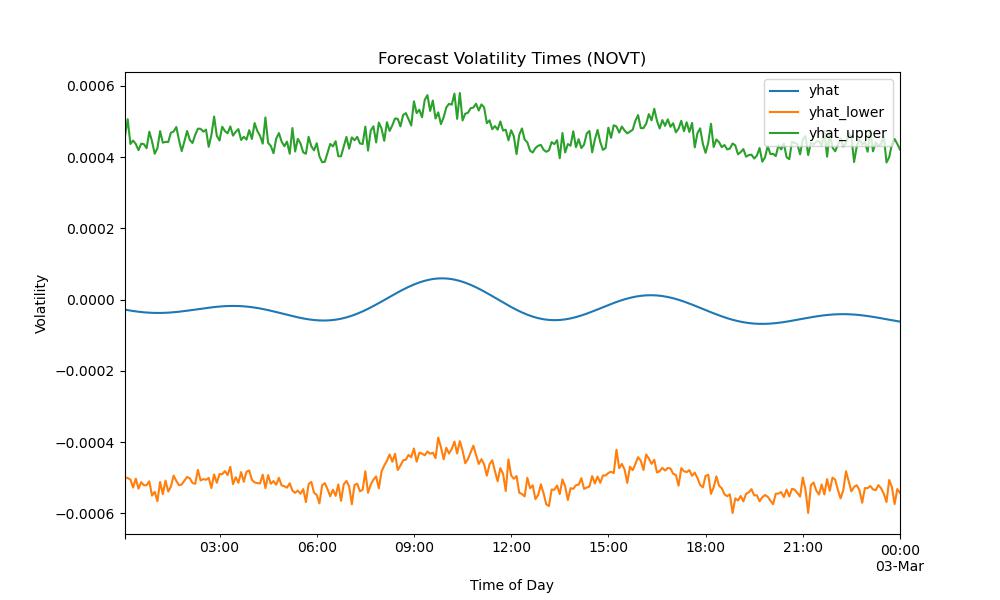 Forecast Volatility Times (NOVT)
yhat
yhat_lower
yhat_upper
0.0006
0.0004
0.0002
0.0000
−0.0002
−0.0004
−0.0006
Volatility
03:00
06:00
09:00
12:00
15:00
18:00
21:00
00:00
03-Mar
Time of Day